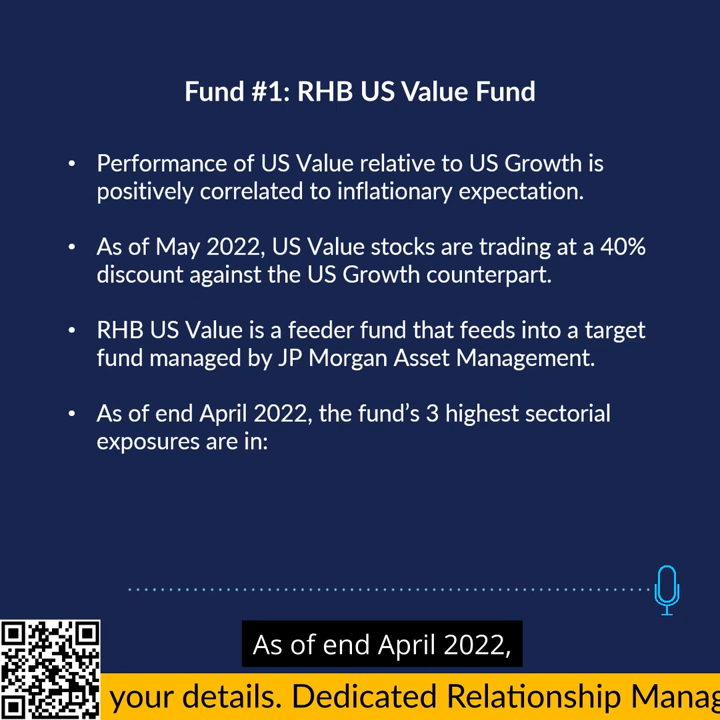 Fund #1: RHB US Value Fund
• Performance of US Value relative to US Growth is
positively correlated to inflationary expectation.
• As of May 2022, US Value stocks are trading at a 40%
discount against the US Growth counterpart.
• RHB US Value is a feeder fund that feeds into a target
fund managed by JP Morgan Asset Management.
• As of end April 2022, the fund’s 3 highest sectorial
exposures are in:
As of end April 2022,
your details. Dedicated Relationship Manag